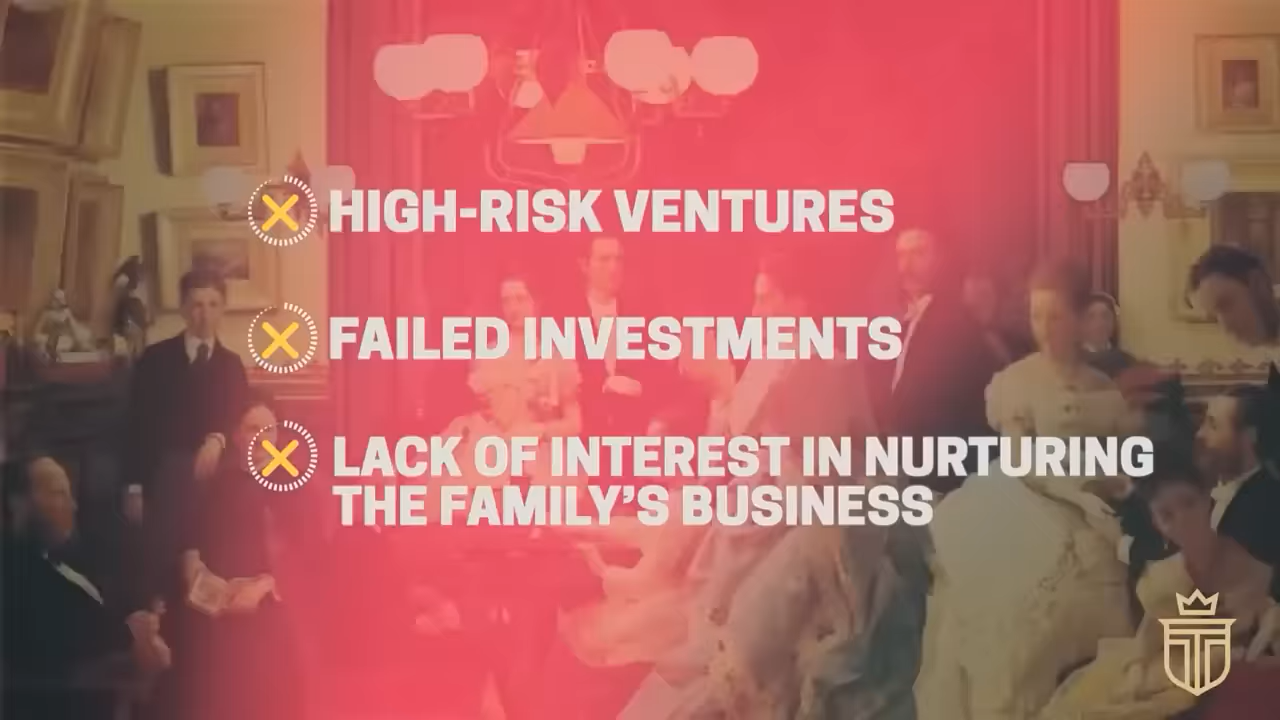 HIGH-RISK VENTURES
FAILED INVESTMENTS
LACK OF INTEREST IN NURTURING
THE FAMILY’S BUSINESS